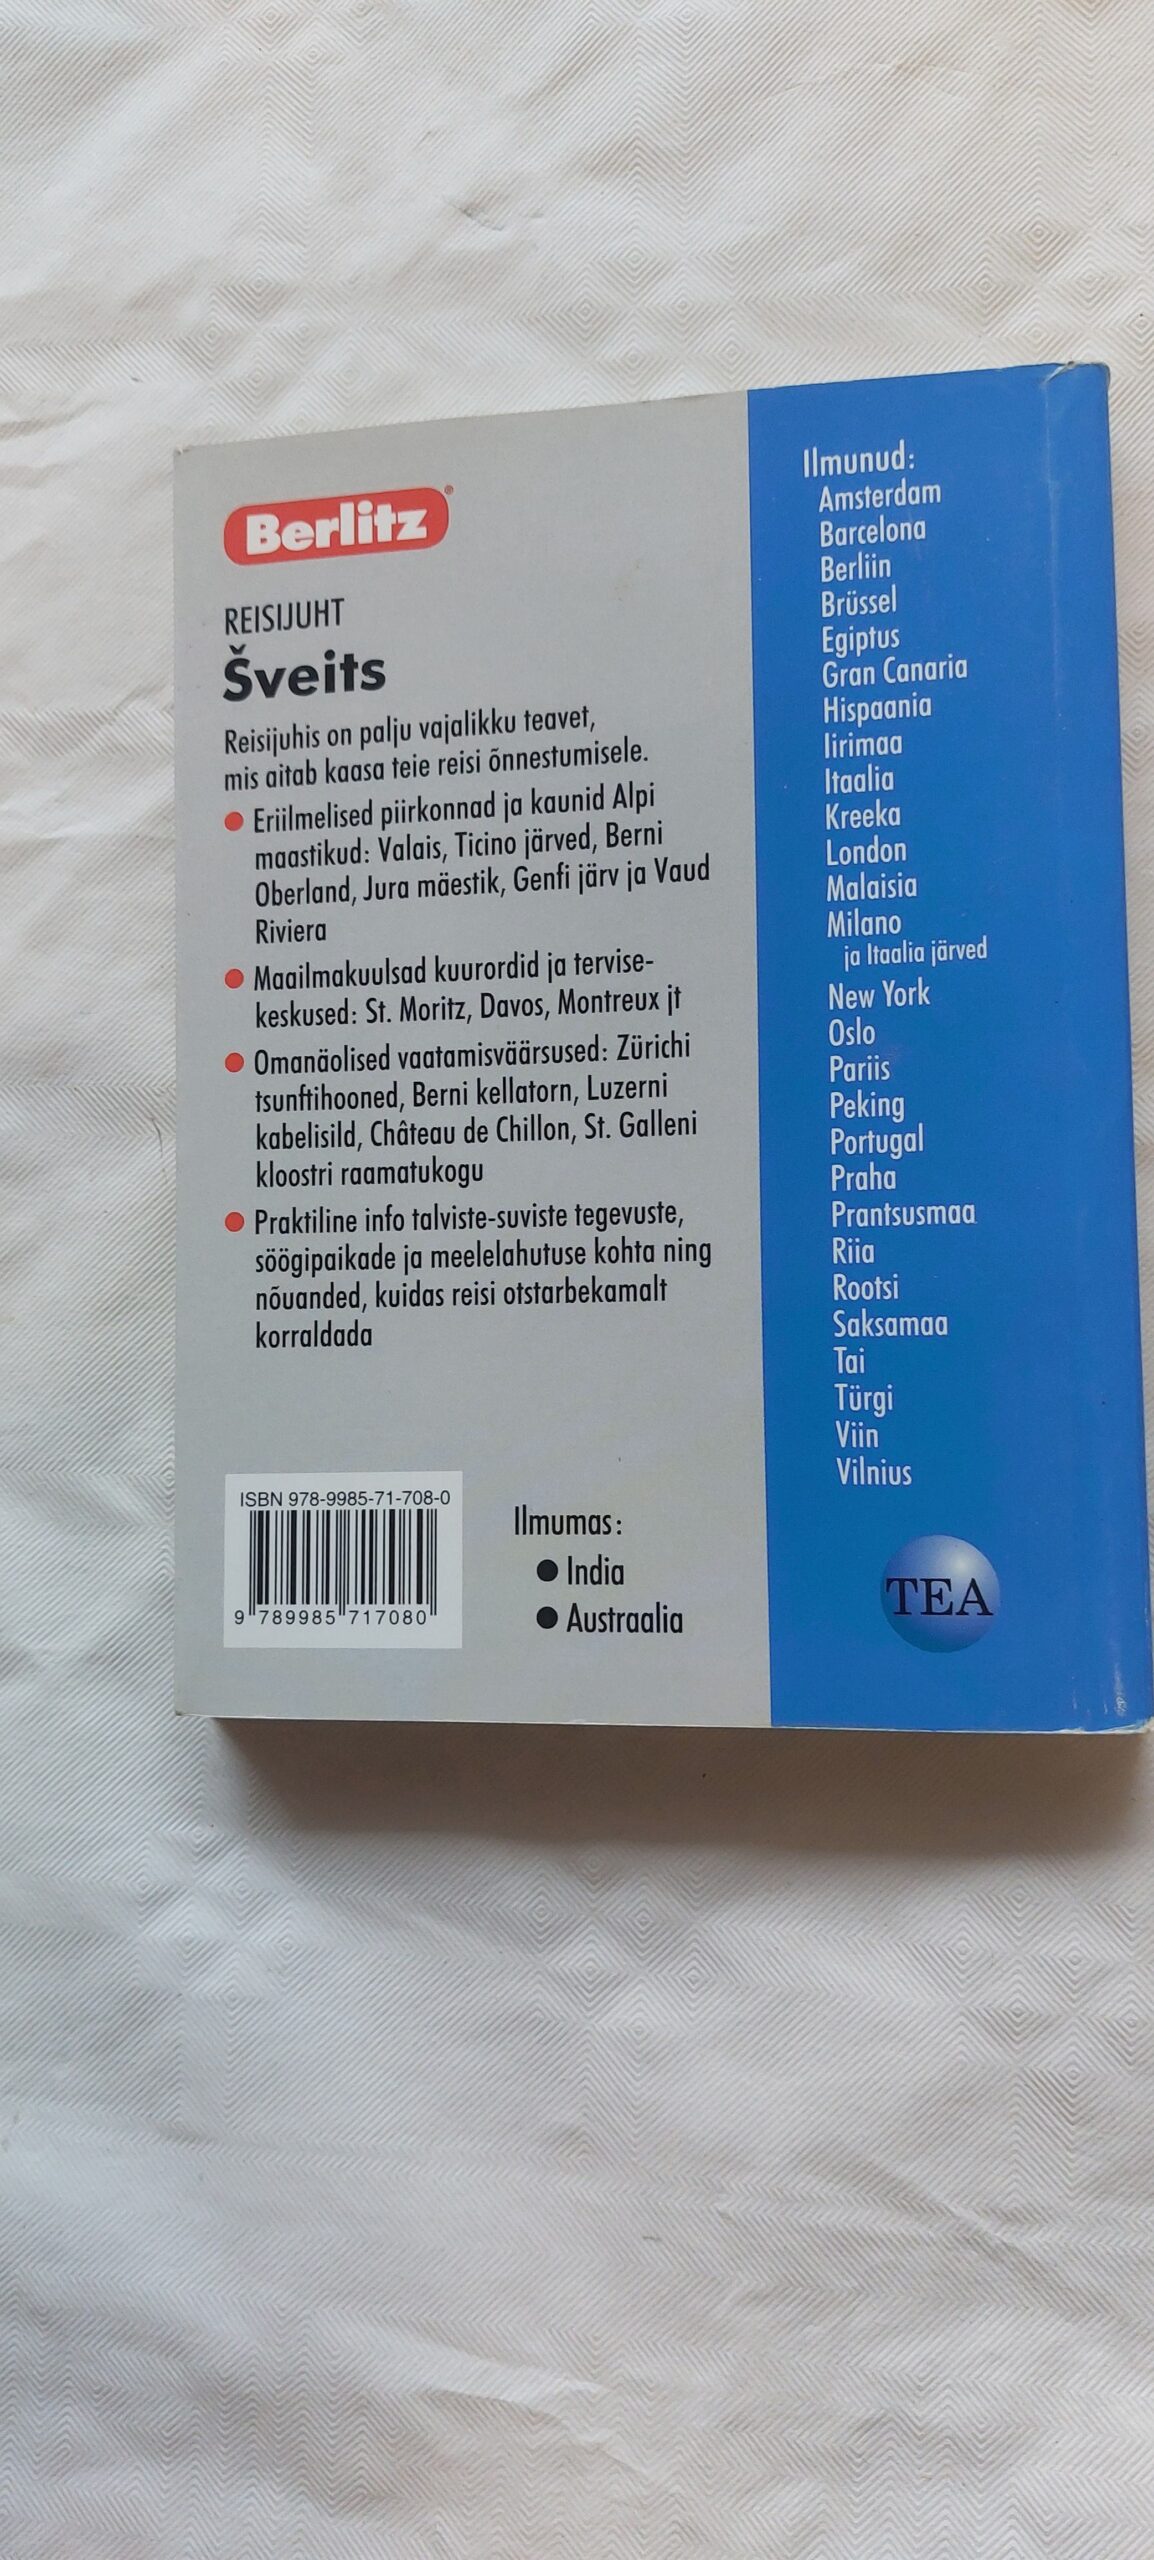 Berlitz®
REISIJUHT
Šveits
Reisijuhis on palju vajalikku teavet,
mis aitab kaasa teie reisi õnnestumisele.
● Eriilmelised piirkonnad ja kaunid Alpi
maastikud: Valais, Ticino järved, Berni
Oberland, Jura mäestik, Genfi järv ja Vaud
Riviera
● Maailmakuulsad kuurordid ja tervise-
keskused: St. Moritz, Davos, Montreux jt
● Omanäolised vaatamisväärsused: Zürichi
tsunftihooned, Berni kellatorn, Luzerni
kabelisild, Château de Chillon, St. Galleni
kloostri raamatukogu
● Praktiline info talviste-suviste tegevuste,
söögipaikade ja meelelahutuse kohta ning
nõuanded, kuidas reisi otstarbekamalt
korraldada
ISBN 978-9985-71-708-0
9 789985 717080
Ilmumas:
● India
● Austraalia
Ilmunud:
Amsterdam
Barcelona
Berliin
Brüssel
Egiptus
Gran Canaria
Hispaania
Iirimaa
Itaalia
Kreeka
London
Malaisia
Milano
ja Itaalia järved
New York
Oslo
Pariis
Peking
Portugal
Praha
Prantsusmaa
Riia
Rootsi
Saksamaa
Tai
Türgi
Viin
Vilnius
TEA